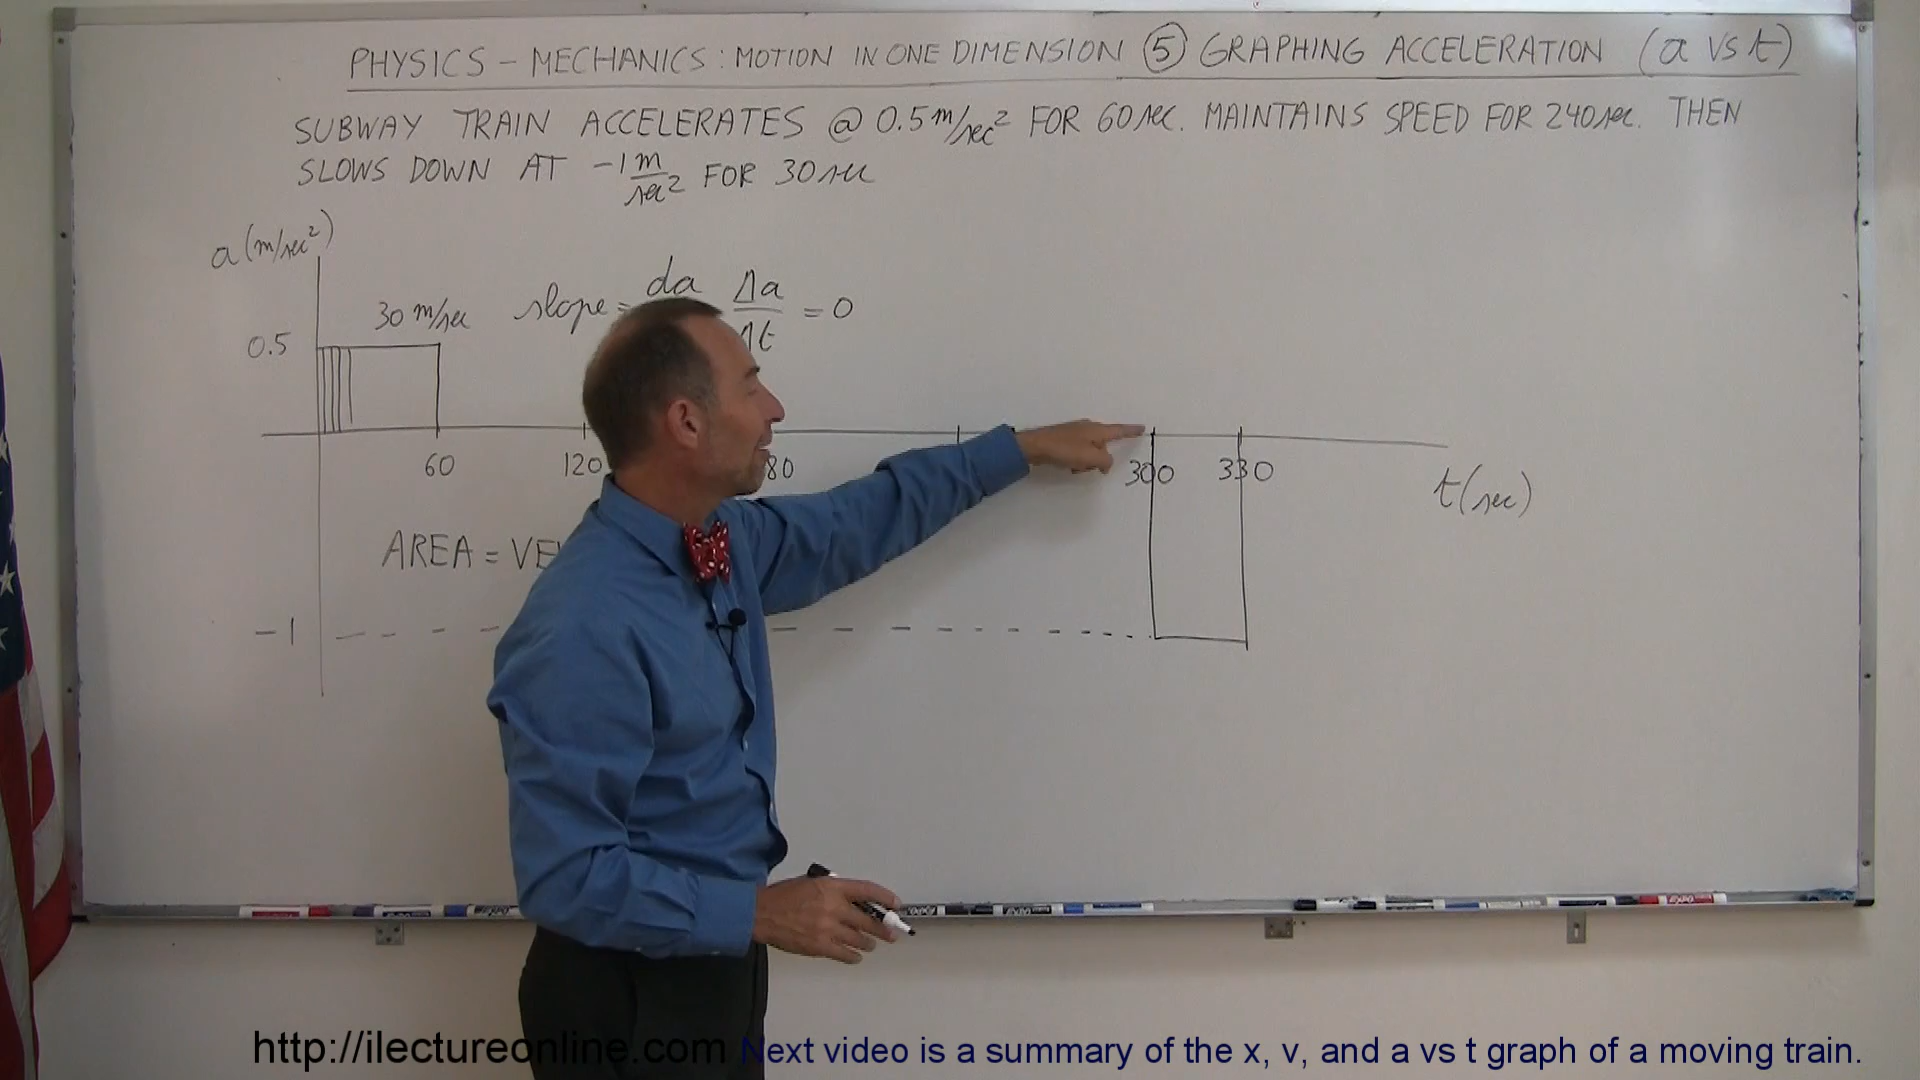 PHYSICS - MECHANICS: MOTION IN ONE DIMENSION ⑤ GRAPHING ACCELERATION (a vs t)
SUBWAY TRAIN ACCELERATES @ 0.5 m/sec² FOR 60 sec. MAINTAINS SPEED FOR 240 sec. THEN
SLOWS DOWN AT -1 m/sec² FOR 30 sec
a (m/sec²)
30 m/sec slope = da Δa/Δt = 0
0.5
60 120 80 300 330
t (sec)
AREA = VE
-1
http://ilectureonline.com Next video is a summary of the x, v, and a vs t graph of a moving train.